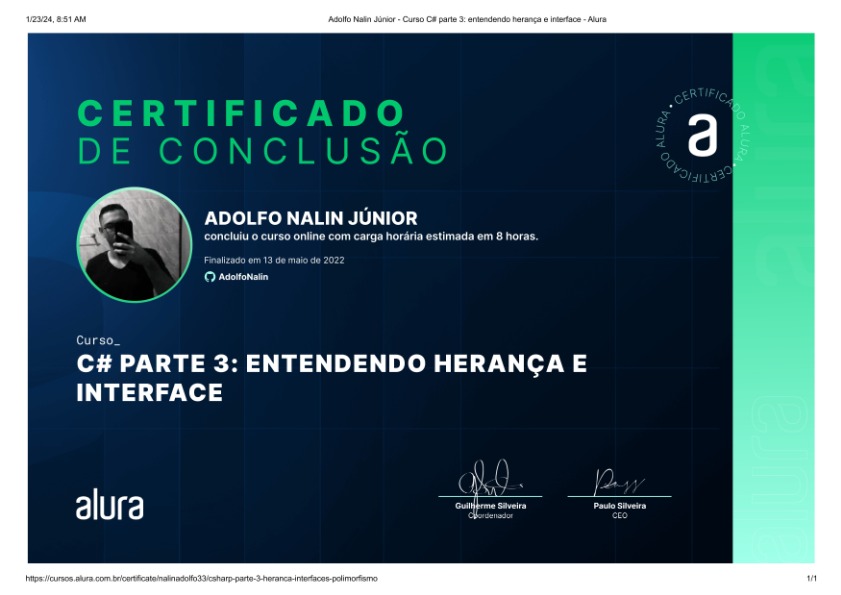 1/23/24, 8:51 AM
Adolfo Nalin Júnior - Curso C# parte 3: entendendo herança e interface - Alura
CERTIFICADO
DE CONCLUSÃO
CERTIFICADO ALURA • CERTIFICADO ALURA •
a
ADOLFO NALIN JÚNIOR
concluiu o curso online com carga horária estimada em 8 horas.
Finalizado em 13 de maio de 2022
AdolfoNalin
Curso_
C# PARTE 3: ENTENDENDO HERANÇA E
INTERFACE
alura
Guilherme Silveira
Coordenador
Paulo Silveira
CEO
alura
alura
alura
https://cursos.alura.com.br/certificate/nalinadolfo33/csharp-parte-3-heranca-interfaces-polimorfismo
1/1